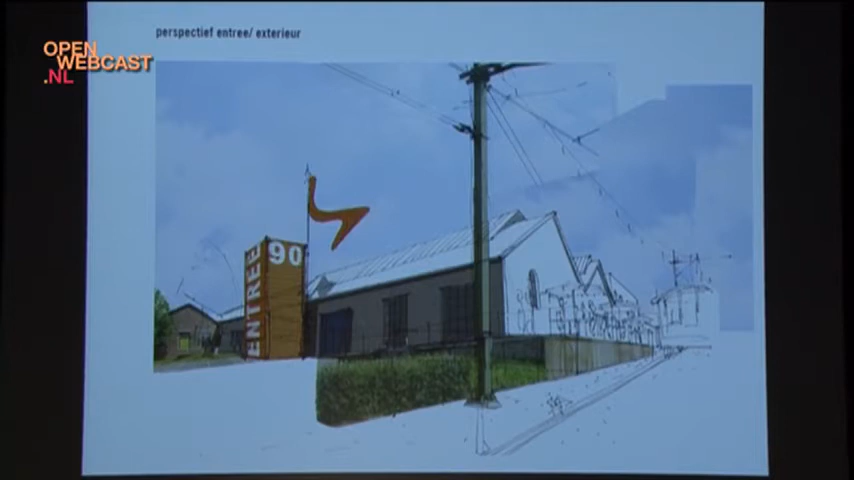 perspectief entree/ exterieur
OPEN
WEBCAST
.NL
90
ENTREE